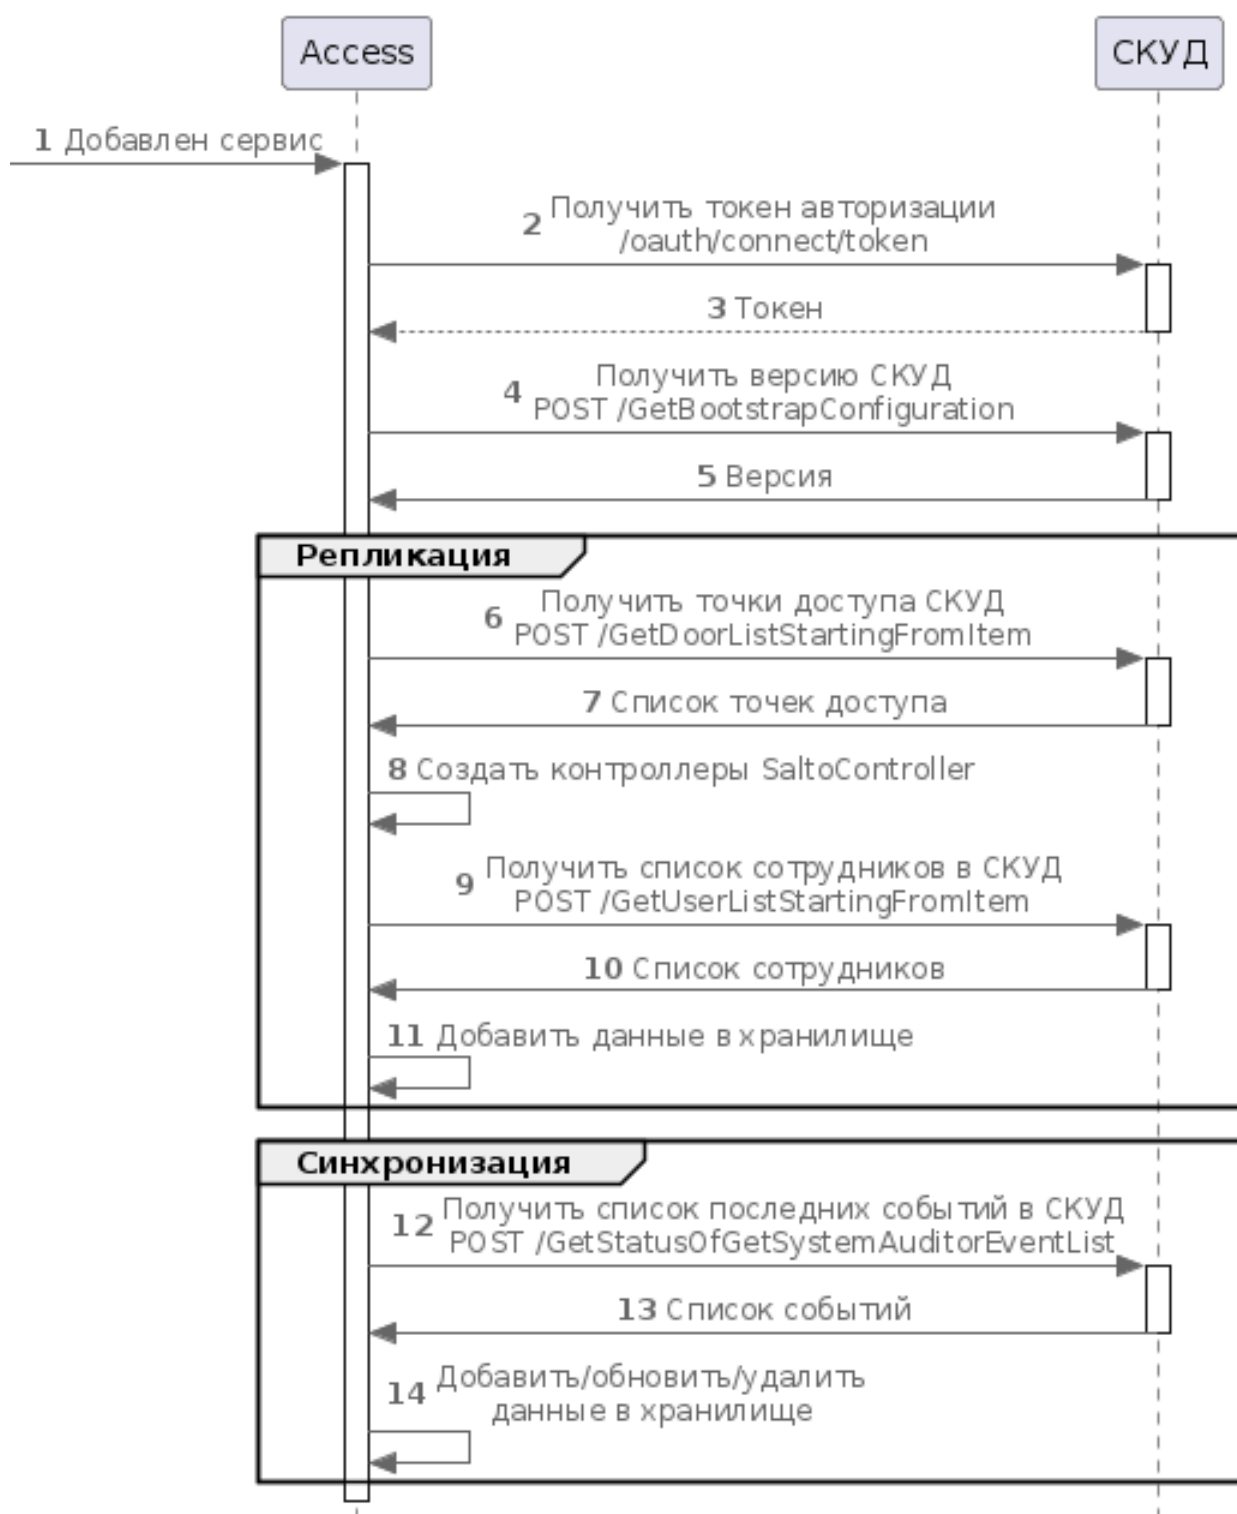 Access
СКУД
1 Добавлен сервис
2 Получить токен авторизации
/oauth/connect/token
3 Токен
4 Получить версию СКУД
POST /GetBootstrapConfiguration
5 Версия
Репликация
6 Получить точки доступа СКУД
POST /GetDoorListStartingFromItem
7 Список точек доступа
8 Создать контроллеры SaltoController
9 Получить список сотрудников в СКУД
POST /GetUserListStartingFromItem
10 Список сотрудников
11 Добавить данные в хранилище
Синхронизация
12 Получить список последних событий в СКУД
POST /GetStatusOfGetSystemAuditorEventList
13 Список событий
14 Добавить/обновить/удалить
данные в хранилище